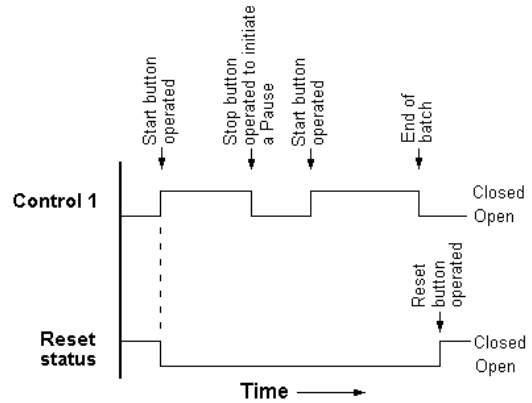 Start button
operated
Stop button
operated to initiate
a Pause
Start button
operated
End of
batch
Control 1
Closed
Open
Reset
button
operated
Reset
status
Closed
Open
Time